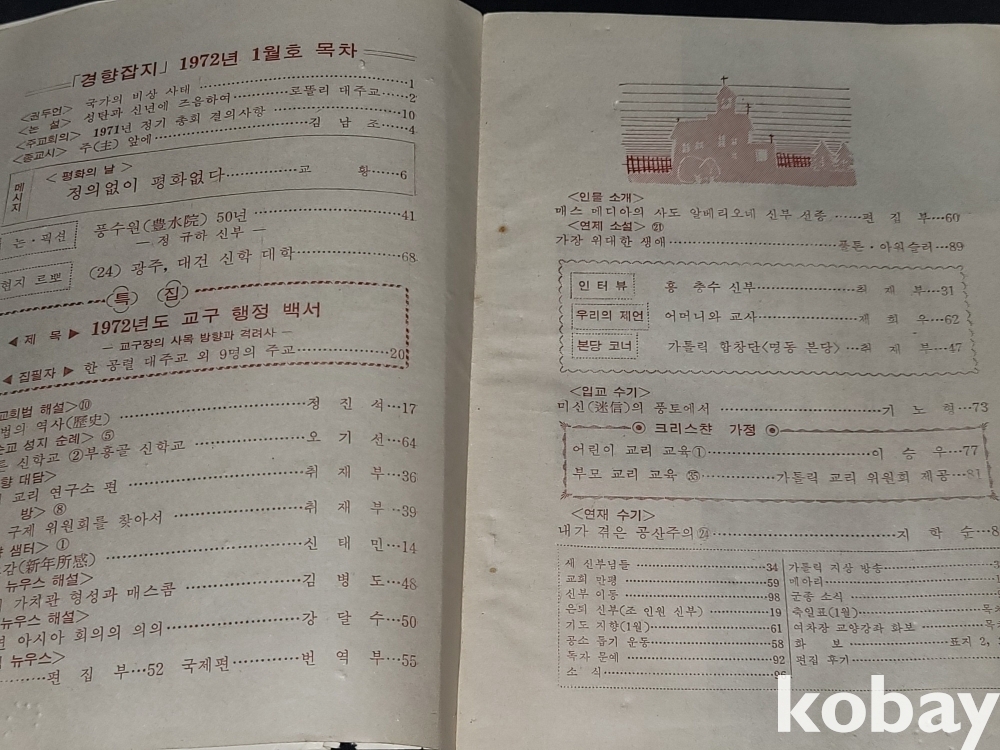 「경향잡지」 1972년 1월호 목차
<권두언> 국가의 비상 사태 1
<논 설> 성탄과 신년에 즈음하여 로똘리 대주교 2
<주교회의> 1971년 정기 총회 결의사항 10
<종교시> 주(主) 앞에 김 남 조 4
메시지
<평화의 날>
정의없이 평화없다 교 황 6
논·픽션 풍수원(豊水院) 50년 41
— 정 규하 신부 —
현지 르뽀 (24) 광주, 대건 신학 대학 68
특 집
◀ 제 목 ▶ 1972년도 교구 행정 백서
— 교구장의 사목 방향과 격려사 —
◀ 집필자 ▶ 한 공렬 대주교 외 9명의 주교 20
교회법 해설> ⑩
법의 역사(歷史) 정 진 석 17
순교 성지 순례> ⑤
신학교 ② 부흥골 신학교 오 기 선 64
향 대담>
교리 연구소 편 취 재 부 36
방> ⑧
구제 위원회를 찾아서 취 재 부 39
샘터> ①
감(新年所感) 신 태 민 14
뉴우스 해설>
가치관 형성과 매스콤 김 병 도 48
뉴우스 해설>
아시아 회의의 의의 강 달 수 50
뉴우스>
편 집 부 52 국제편 번 역 부 55
<인물 소개>
매스 메디아의 사도 알베리오네 신부 선종 편 집 부 60
<연제 소설> ㉑
가장 위대한 생애 풀톤·아워슬러 89
인 터 뷰 홍 충수 신부 취 재 부 31
우리의 제언 어머니와 교사 재 희 우 62
본당 코너 가톨릭 합창단<명동 본당> 취 재 부 47
<입교 수기>
미신(迷信)의 풍토에서 기 노 혁 73
크리스챤 가정
어린이 교리 교육 ① 이 승 우 77
부모 교리 교육 ㉟ 가톨릭 교리 위원회 제공 81
<연재 수기>
내가 겪은 공산주의 ㉔ 지 학 순 8
세 신부님들 34
교회 만평 59
신부 이동 98
은퇴 신부(조 인원 신부) 19
기도 지향(1월) 61
공소 돕기 운동 58
독자 문예 92
소 식 96
가톨릭 지상 방송 3
메아리
군종 소식
축일표(1월) 목
여차장 교양강좌 화보 목
화 보 표지 2,
편집 후기
kobay